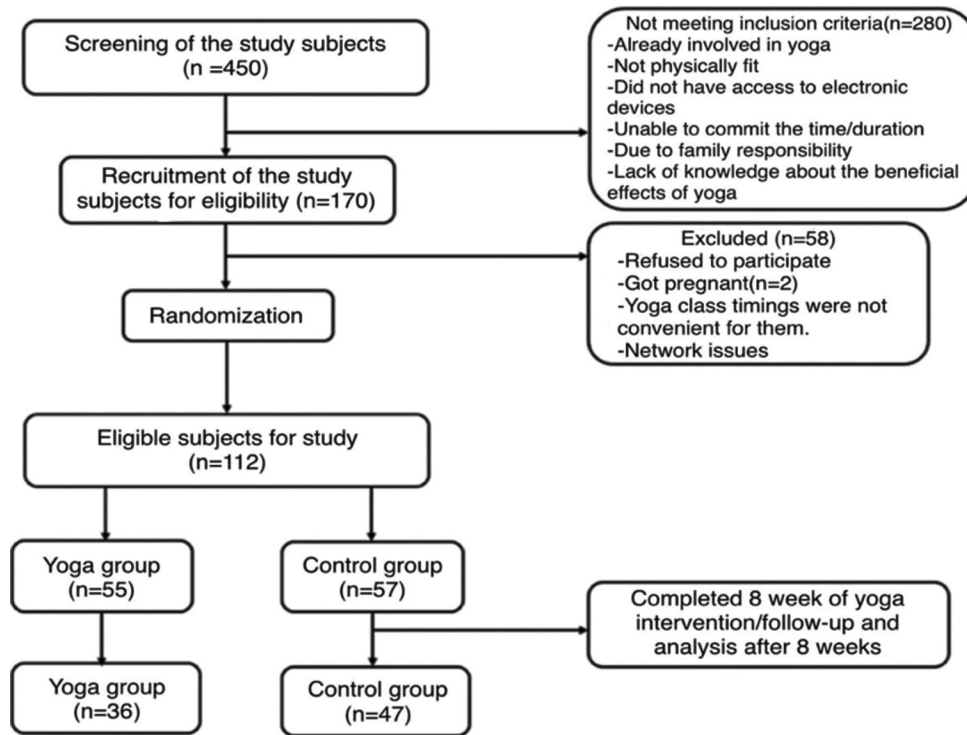 Screening of the study subjects
(n =450)
Not meeting inclusion criteria(n=280)
-Already involved in yoga
-Not physically fit
-Did not have access to electronic
devices
-Unable to commit the time/duration
-Due to family responsibility
-Lack of knowledge about the beneficial
effects of yoga
Recruitment of the study
subjects for eligibility (n=170)
Excluded (n=58)
-Refused to participate
-Got pregnant(n=2)
-Yoga class timings were not
convenient for them.
-Network issues
Randomization
Eligible subjects for study
(n=112)
Yoga group
(n=55)
Control group
(n=57)
Completed 8 week of yoga
intervention/follow-up and
analysis after 8 weeks
Yoga group
(n=36)
Control group
(n=47)